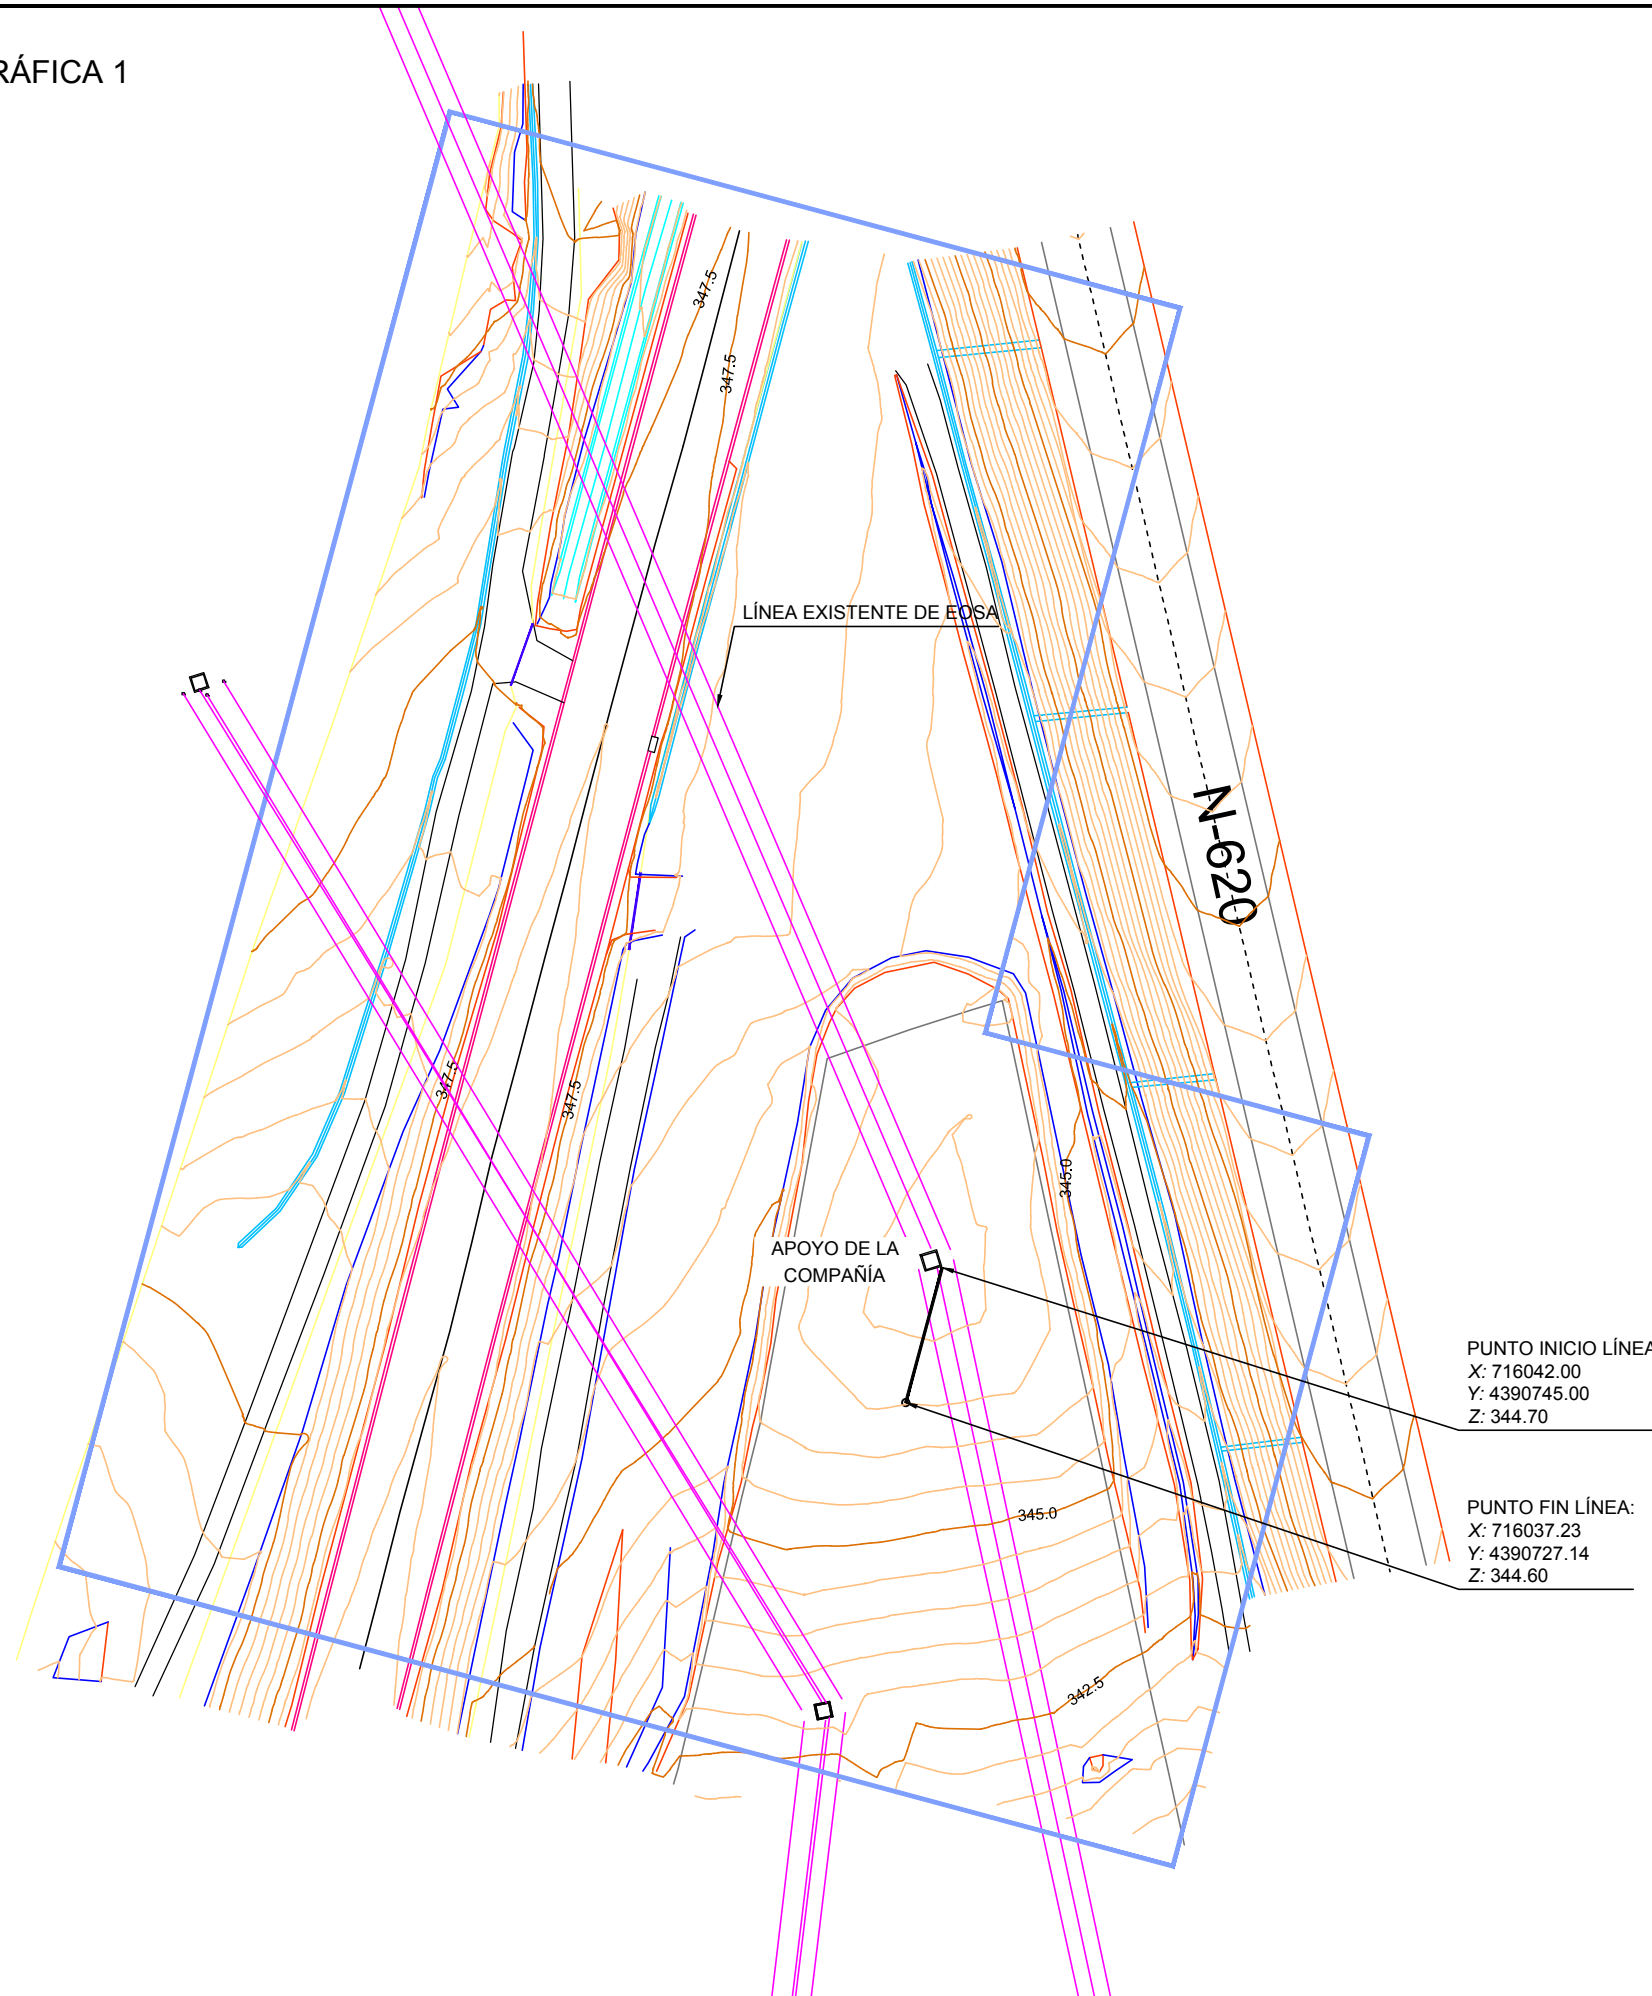 RÁFICA 1
347.5
347.5
LÍNEA EXISTENTE DE EOSA
N-620
347.5
347.5
345.0
APOYO DE LA
COMPAÑÍA
PUNTO INICIO LÍNEA
X: 716042.00
Y: 4390745.00
Z: 344.70
345.0
PUNTO FIN LÍNEA:
X: 716037.23
Y: 4390727.14
Z: 344.60
342.5